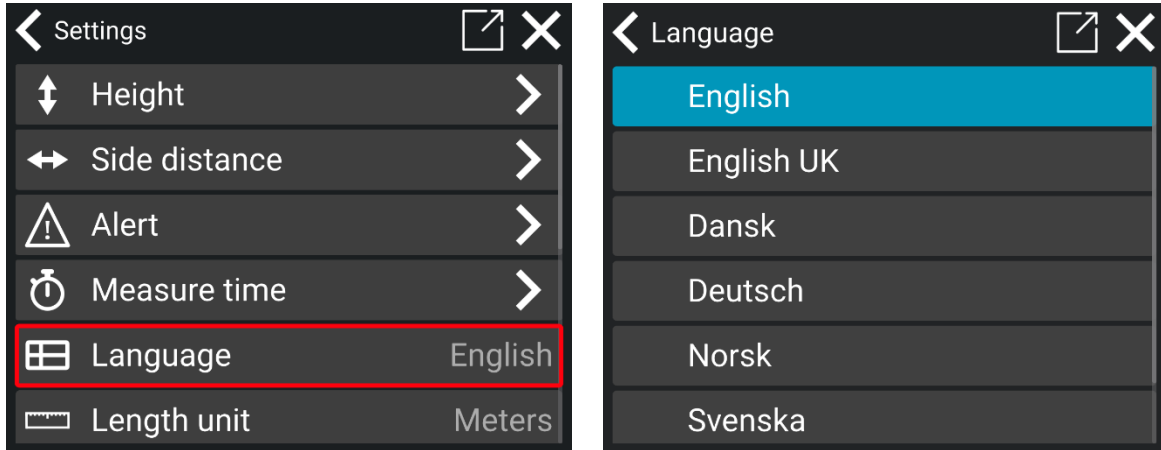 Settings
Height
Side distance
Alert
Measure time
Language English
Length unit Meters
Language
English
English UK
Dansk
Deutsch
Norsk
Svenska